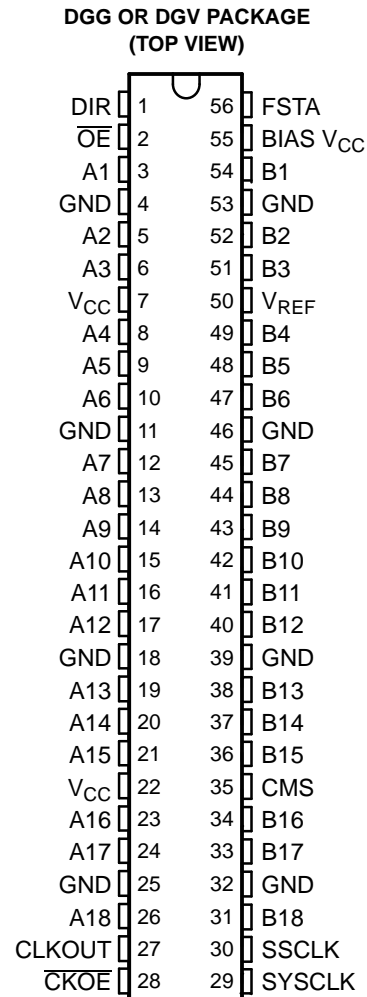 DGG OR DGV PACKAGE
(TOP VIEW)
DIR 1 56 FSTA
O̅E̅ 2 55 BIAS VCC
A1 3 54 B1
GND 4 53 GND
A2 5 52 B2
A3 6 51 B3
VCC 7 50 VREF
A4 8 49 B4
A5 9 48 B5
A6 10 47 B6
GND 11 46 GND
A7 12 45 B7
A8 13 44 B8
A9 14 43 B9
A10 15 42 B10
A11 16 41 B11
A12 17 40 B12
GND 18 39 GND
A13 19 38 B13
A14 20 37 B14
A15 21 36 B15
VCC 22 35 CMS
A16 23 34 B16
A17 24 33 B17
GND 25 32 GND
A18 26 31 B18
CLKOUT 27 30 SSCLK
C̅K̅O̅E̅ 28 29 SYSCLK